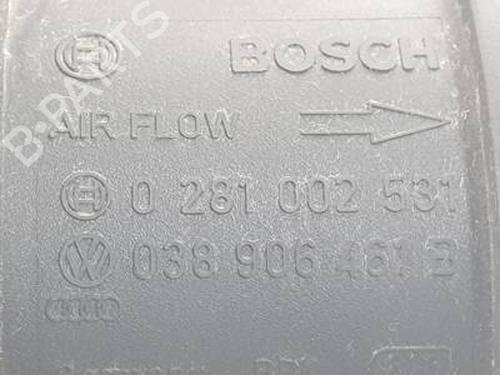 BOSCH
AIR FLOW
0 281 002 531
038 906 461 B
B-PARTS